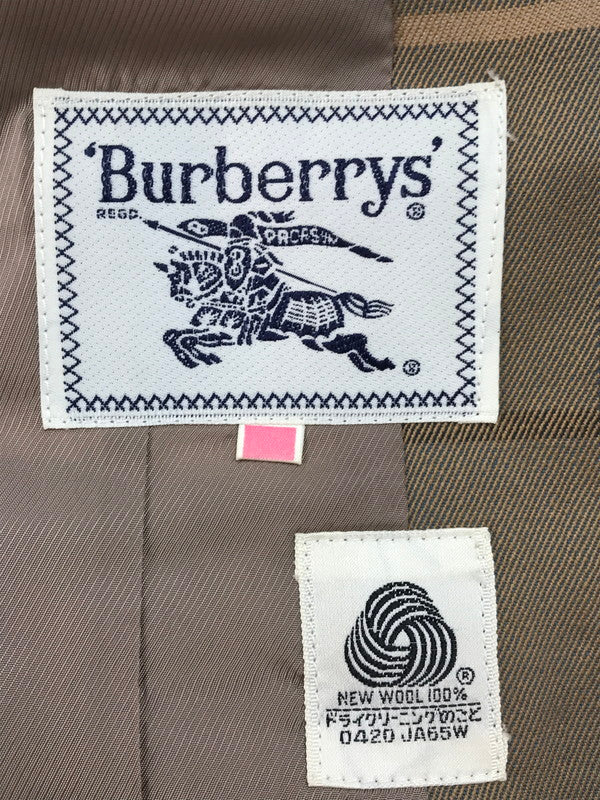 'Burberrys'
REGD.
®
PRORSUM
®
®
NEW WOOL 100%
ドライクリーニングのこと
0420 JA65W